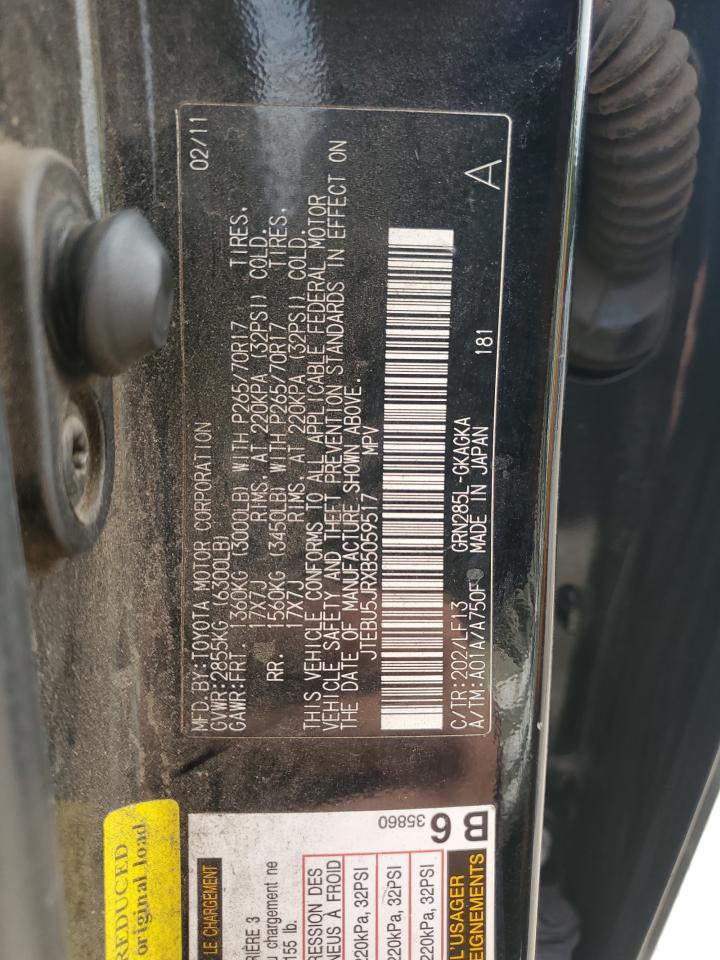 MFD.BY:TOYOTA MOTOR CORPORATION 02/11
GVWR:2855KG (6300LB)
GAWR:FRT. 1360KG (3000LB) WITH P265/70R17 TIRES.
17X7J RIMS. AT 220KPA (32PSI) COLD.
RR. 1560KG (3450LB) WITH P265/70R17 TIRES.
17X7J RIMS. AT 220KPA (32PSI) COLD.
THIS VEHICLE CONFORMS TO ALL APPLICABLE FEDERAL MOTOR
VEHICLE SAFETY AND THEFT PREVENTION STANDARDS IN EFFECT ON
THE DATE OF MANUFACTURE SHOWN ABOVE.
JTEBU5JRXB5059517 MPV
C/TR:202/LF13 GRN285L-GKAGKA
A/TM:A01A/A750F MADE IN JAPAN 181 A
REDUCED
original load
LE CHARGEMENT
RIÈRE 3
u chargement ne
155 lb.
RESSION DES
NEUS À FROID
220kPa, 32PSI
220kPa, 32PSI
220kPa, 32PSI
L'USAGER
EIGNEMENTS
B6
35860